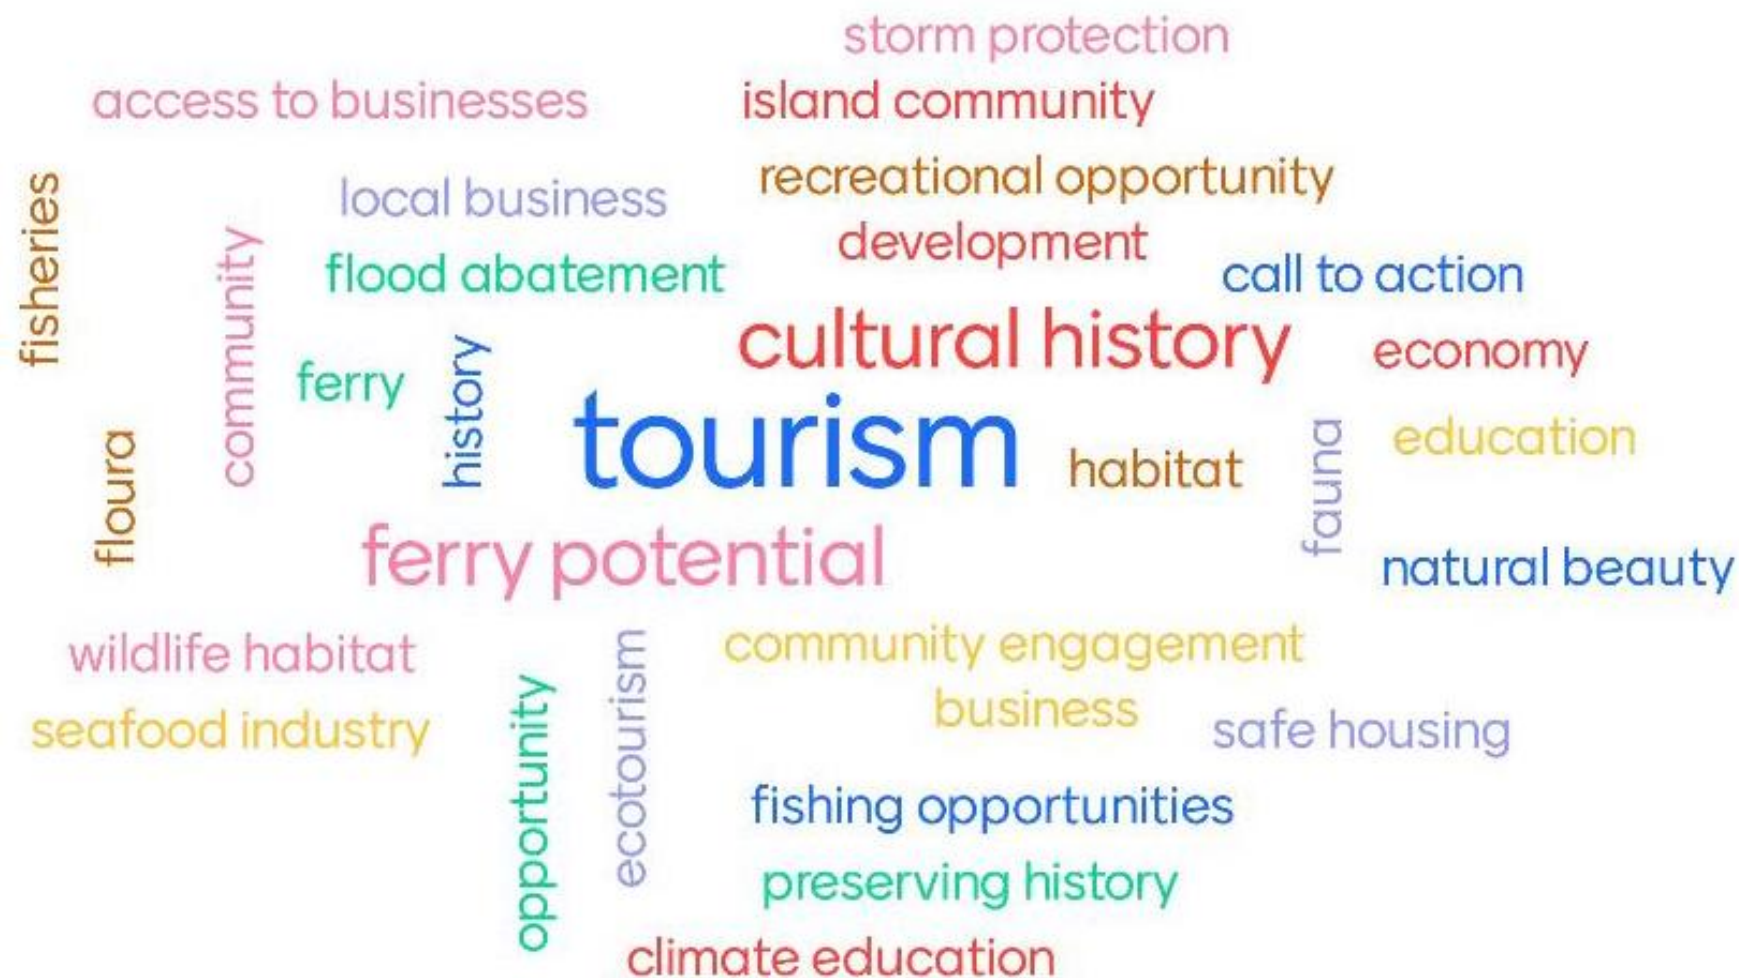 storm protection
access to businesses
island community
fisheries
local business
recreational opportunity
community
flood abatement
development
call to action
cultural history
economy
ferry
history
tourism
habitat
fauna
education
floura
ferry potential
natural beauty
wildlife habitat
community engagement
seafood industry
opportunity
ecotourism
business
safe housing
fishing opportunities
preserving history
climate education